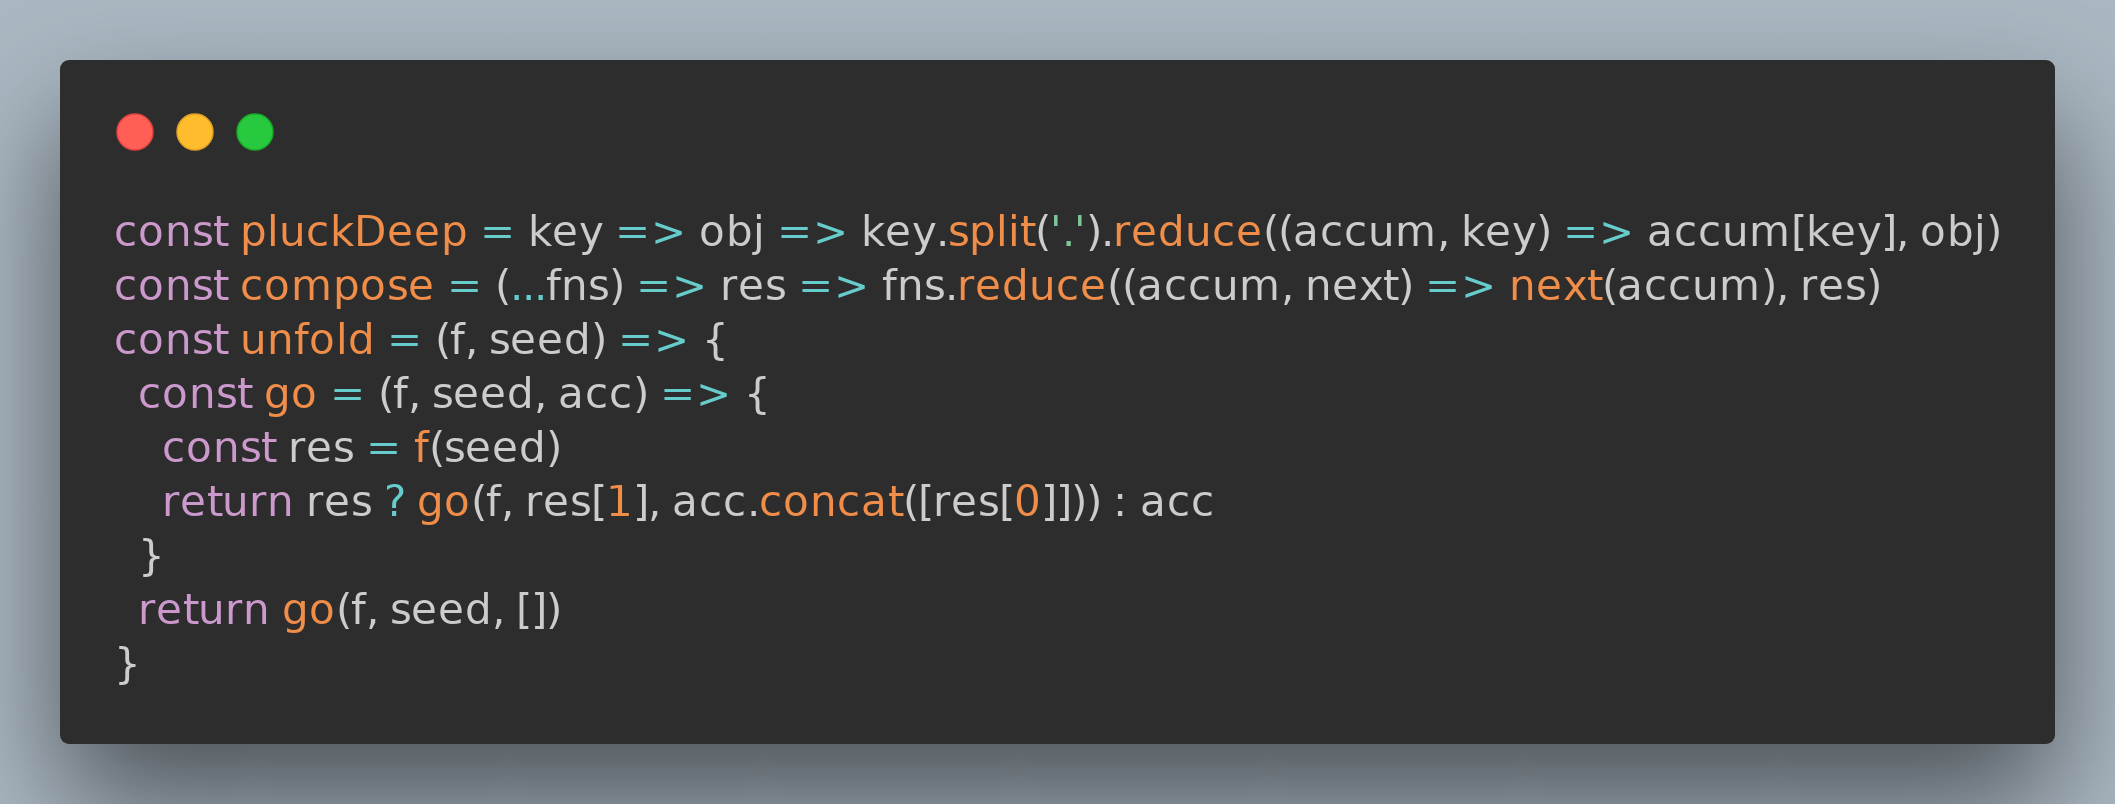 const pluckDeep = key => obj => key.split('.').reduce((accum, key) => accum[key], obj)
const compose = (...fns) => res => fns.reduce((accum, next) => next(accum), res)
const unfold = (f, seed) => {
  const go = (f, seed, acc) => {
    const res = f(seed)
    return res ? go(f, res[1], acc.concat([res[0]])) : acc
  }
  return go(f, seed, [])
}